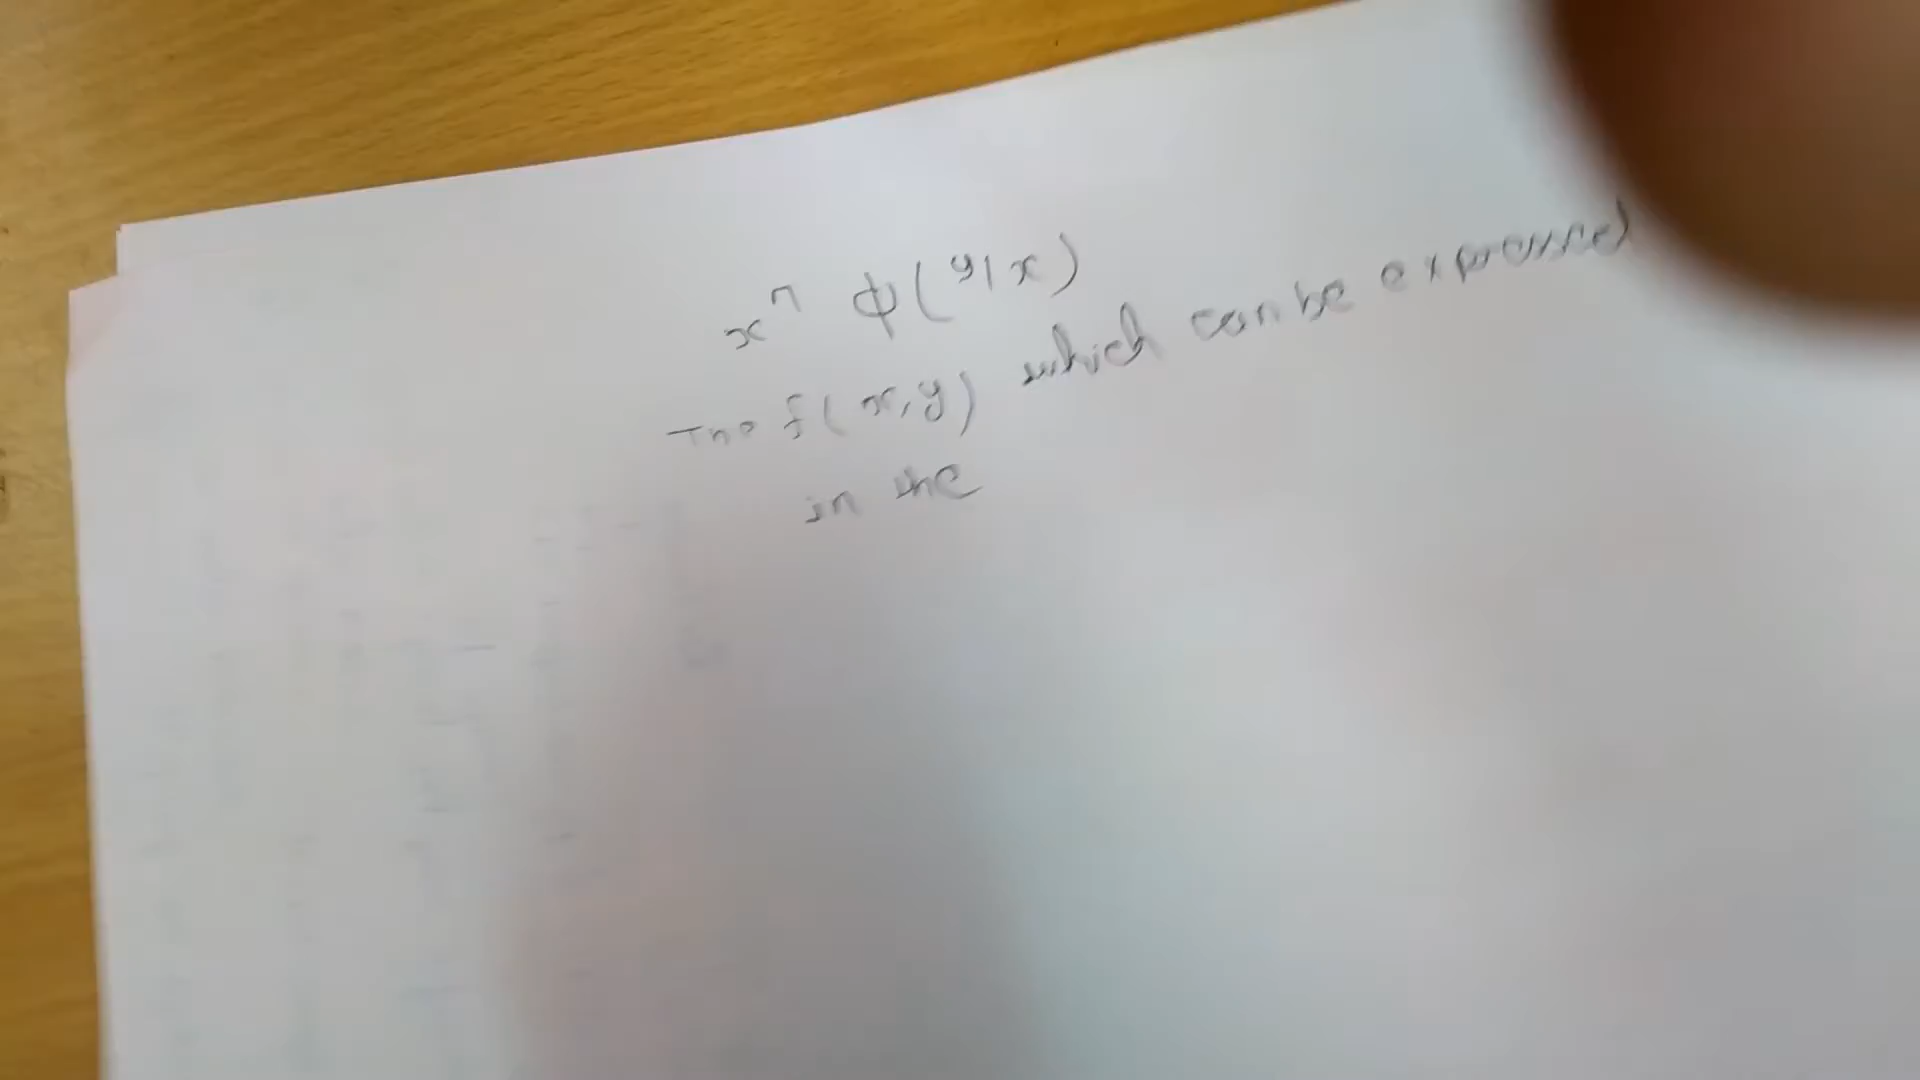 xⁿ ϕ(y/x)
The f(x,y) which can be expressed
in the